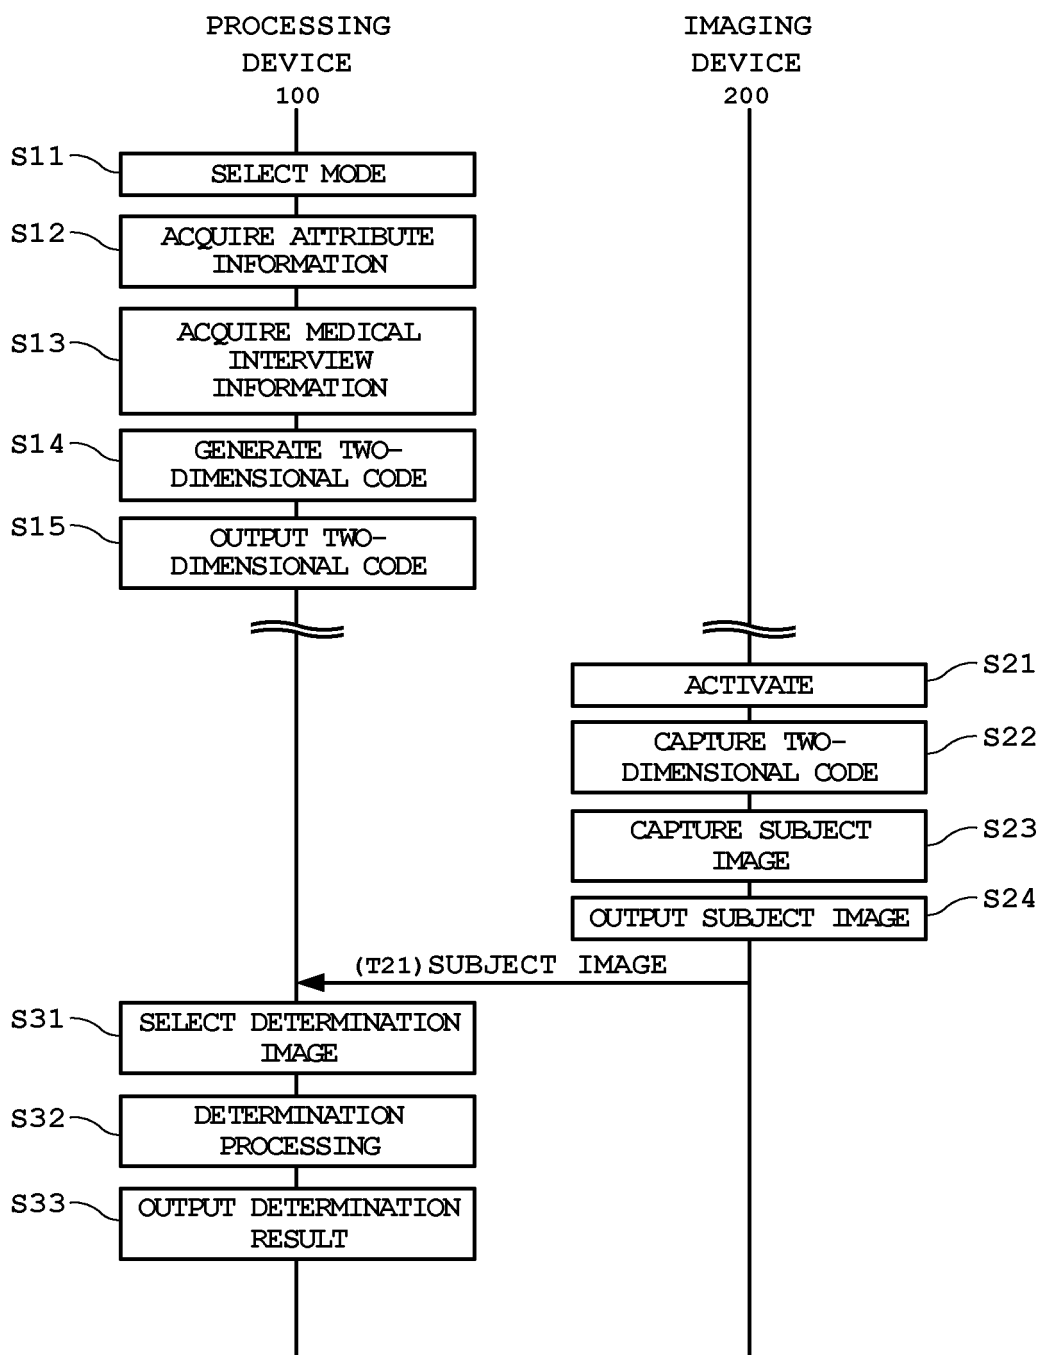 PROCESSING
DEVICE
100
IMAGING
DEVICE
200
S11
SELECT MODE
S12
ACQUIRE ATTRIBUTE
INFORMATION
S13
ACQUIRE MEDICAL
INTERVIEW
INFORMATION
S14
GENERATE TWO-
DIMENSIONAL CODE
S15
OUTPUT TWO-
DIMENSIONAL CODE
S21
ACTIVATE
S22
CAPTURE TWO-
DIMENSIONAL CODE
S23
CAPTURE SUBJECT
IMAGE
S24
OUTPUT SUBJECT IMAGE
(T21) SUBJECT IMAGE
S31
SELECT DETERMINATION
IMAGE
S32
DETERMINATION
PROCESSING
S33
OUTPUT DETERMINATION
RESULT